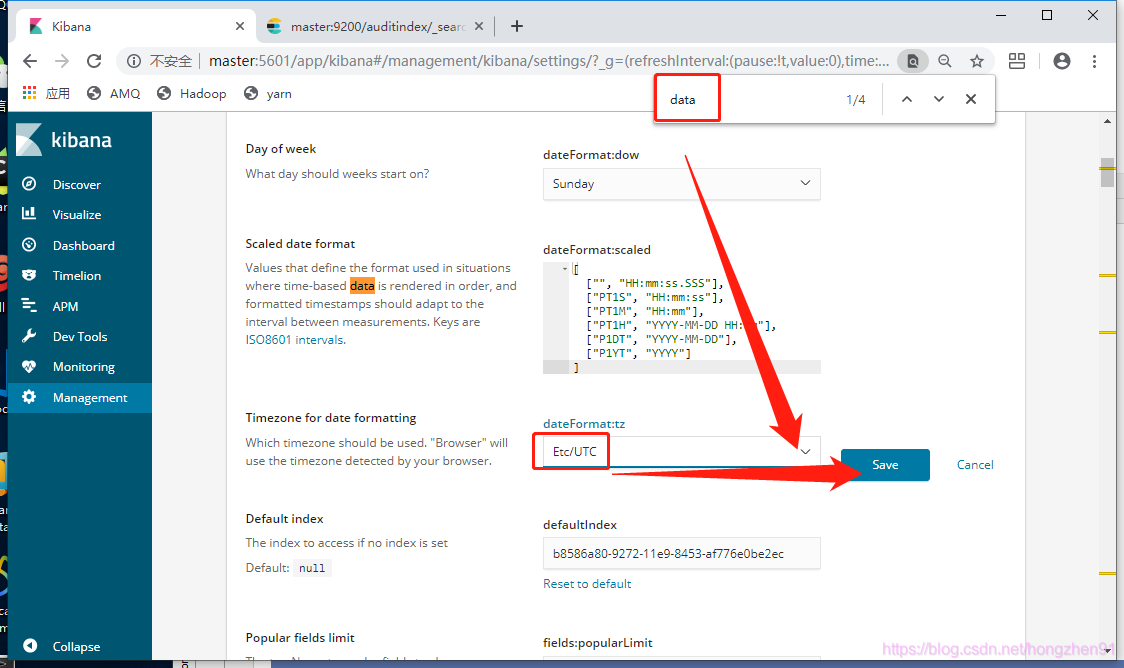 Kibana
master:9200/auditindex/_searc
不安全
master:5601/app/kibana#/management/kibana/settings/?_g=(refreshInterval:(pause:!t,value:0),time:...
应用
AMQ
Hadoop
yarn
data
1/4
kibana
Discover
Visualize
Dashboard
Timelion
APM
Dev Tools
Monitoring
Management
Collapse
Day of week
What day should weeks start on?
dateFormat:dow
Sunday
Scaled date format
Values that define the format used in situations
where time-based data is rendered in order, and
formatted timestamps should adapt to the
interval between measurements. Keys are
ISO8601 intervals.
dateFormat:scaled
[
["", "HH:mm:ss.SSS"],
["PT1S", "HH:mm:ss"],
["PT1M", "HH:mm"],
["PT1H", "YYYY-MM-DD
["P1DT", "YYYY-MM-DD"],
["P1YT", "YYYY"]
]
Timezone for date formatting
Which timezone should be used. "Browser" will
use the timezone detected by your browser.
dateFormat:tz
Etc/UTC
Save
Cancel
Default index
The index to access if no index is set
Default: null
defaultIndex
b8586a80-9272-11e9-8453-af776e0be2ec
Reset to default
Popular fields limit
fields:popularLimit
https://blog.csdn.net/hongzhen91